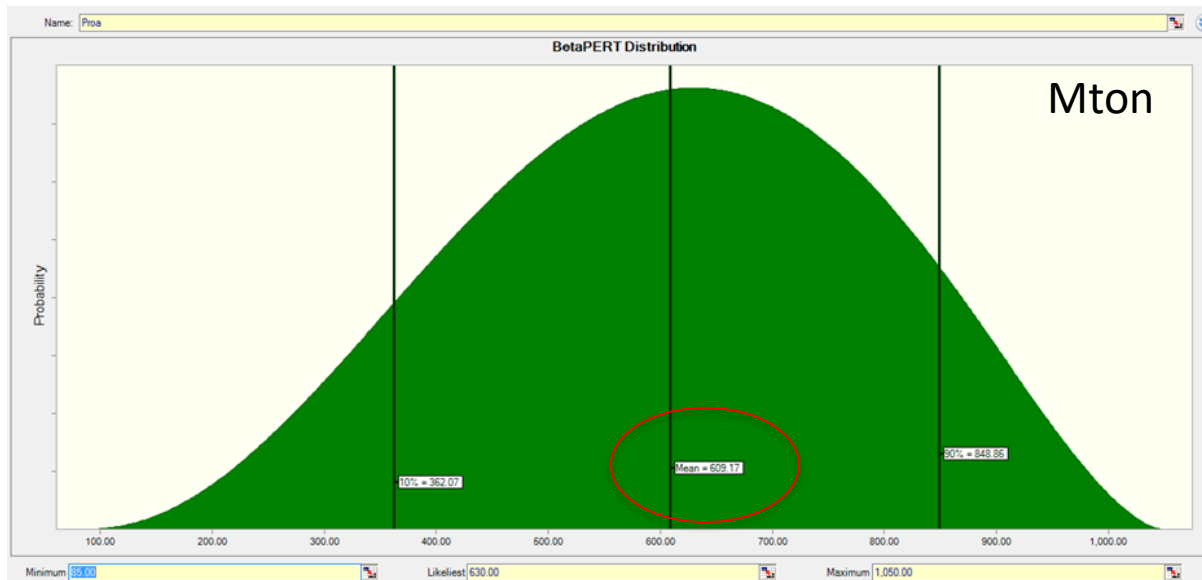 Name: Proa
BetaPERT Distribution
Mton
Probability
10% = 362.07
Mean = 609.17
90% = 848.86
100.00 200.00 300.00 400.00 500.00 600.00 700.00 800.00 900.00 1,000.00
Minimum 85.00 Likeliest 630.00 Maximum 1,050.00